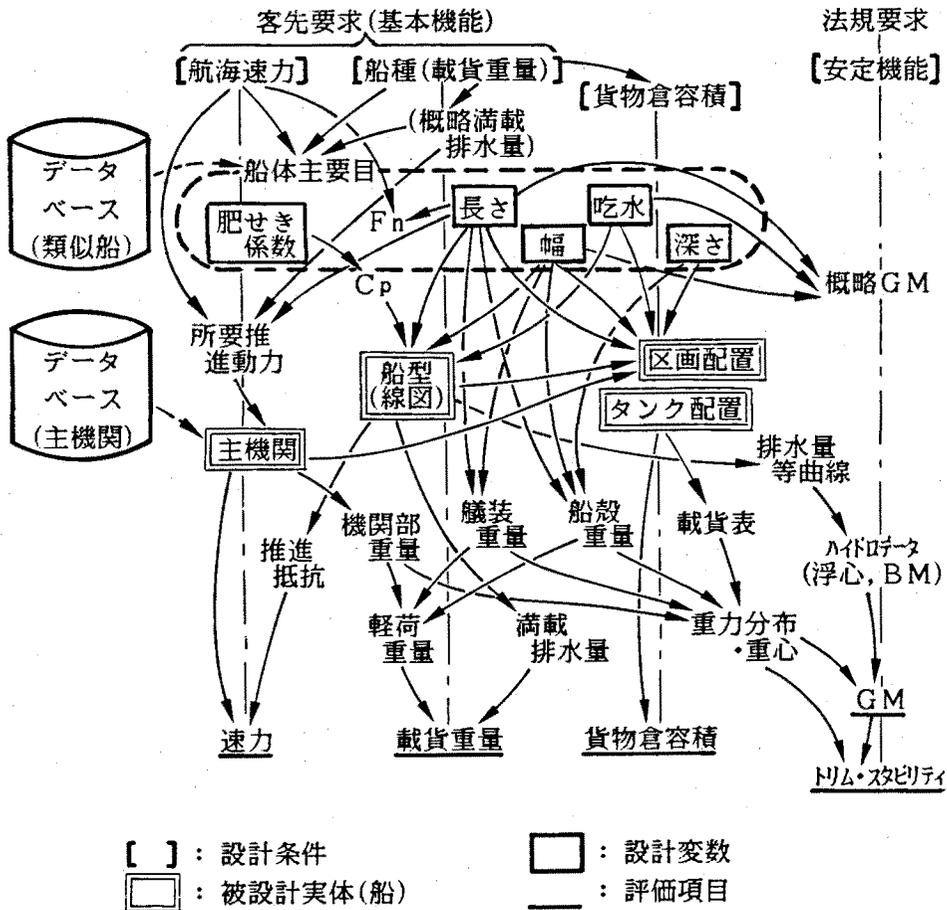 客先要求(基本機能)
法規要求
[航海速力]
[船種(載貨重量)]
[貨物倉容積]
[安定機能]
(概略満載
排水量)
データ
ベース
(類似船)
船体主要目
肥せき
係数
Fn
長さ
吃水
幅
深さ
Cp
概略GM
データ
ベース
(主機関)
所要推
進動力
船型
(線図)
区画配置
タンク配置
主機関
排水量
等曲線
機関部
重量
艤装
重量
船殻
重量
載貨表
推進
抵抗
ハイドロデータ
(浮心,BM)
軽荷
重量
満載
排水量
重力分布
・重心
GM
速力
載貨重量
貨物倉容積
トリム・スタビリティ
[ ]:設計条件
:設計変数
:被設計実体(船)
:評価項目